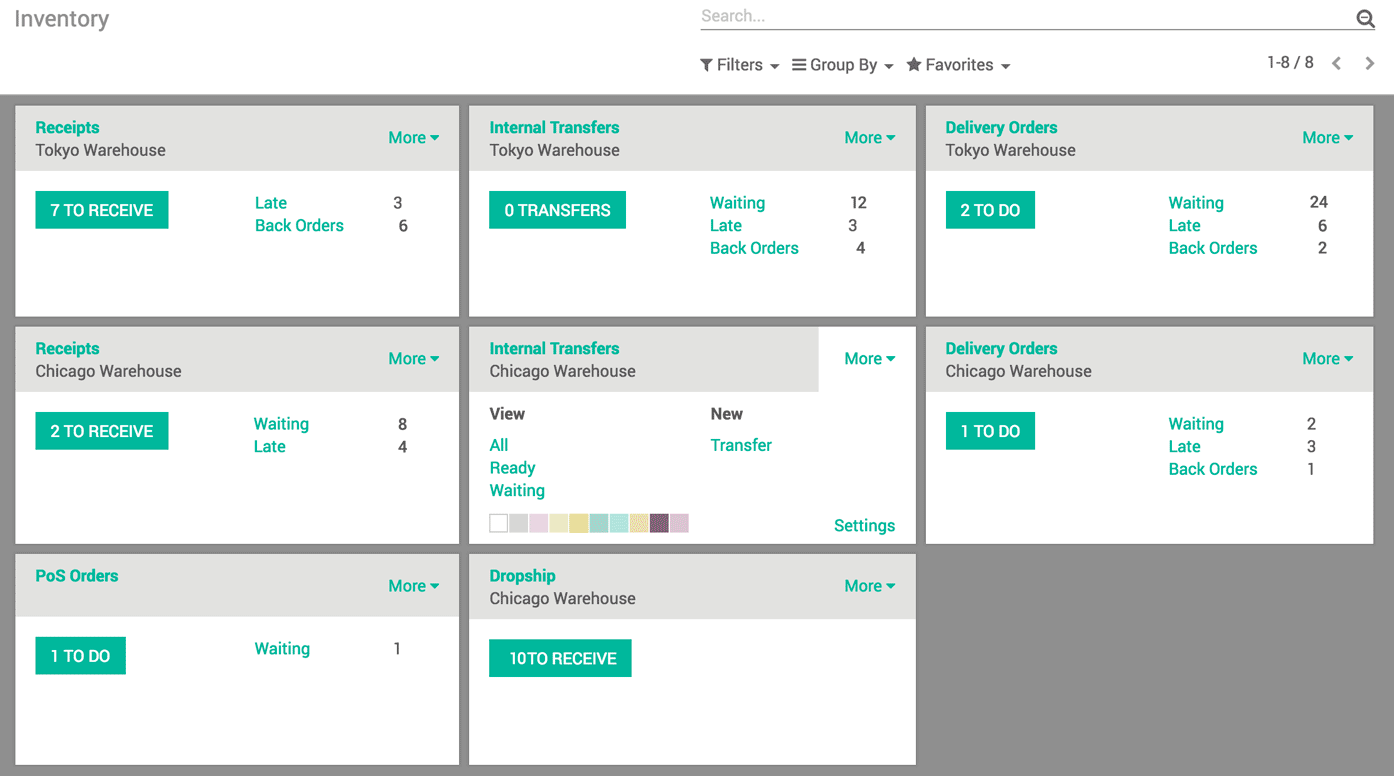 Inventory
Search...
Filters Group By Favorites 1-8 / 8
Receipts
Tokyo Warehouse
More
7 TO RECEIVE
Late 3
Back Orders 6
Internal Transfers
Tokyo Warehouse
More
0 TRANSFERS
Waiting 12
Late 3
Back Orders 4
Delivery Orders
Tokyo Warehouse
More
2 TO DO
Waiting 24
Late 6
Back Orders 2
Receipts
Chicago Warehouse
More
2 TO RECEIVE
Waiting 8
Late 4
Internal Transfers
Chicago Warehouse
More
View
All
Ready
Waiting
New
Transfer
Settings
Delivery Orders
Chicago Warehouse
More
1 TO DO
Waiting 2
Late 3
Back Orders 1
PoS Orders
More
1 TO DO
Waiting 1
Dropship
Chicago Warehouse
More
10TO RECEIVE